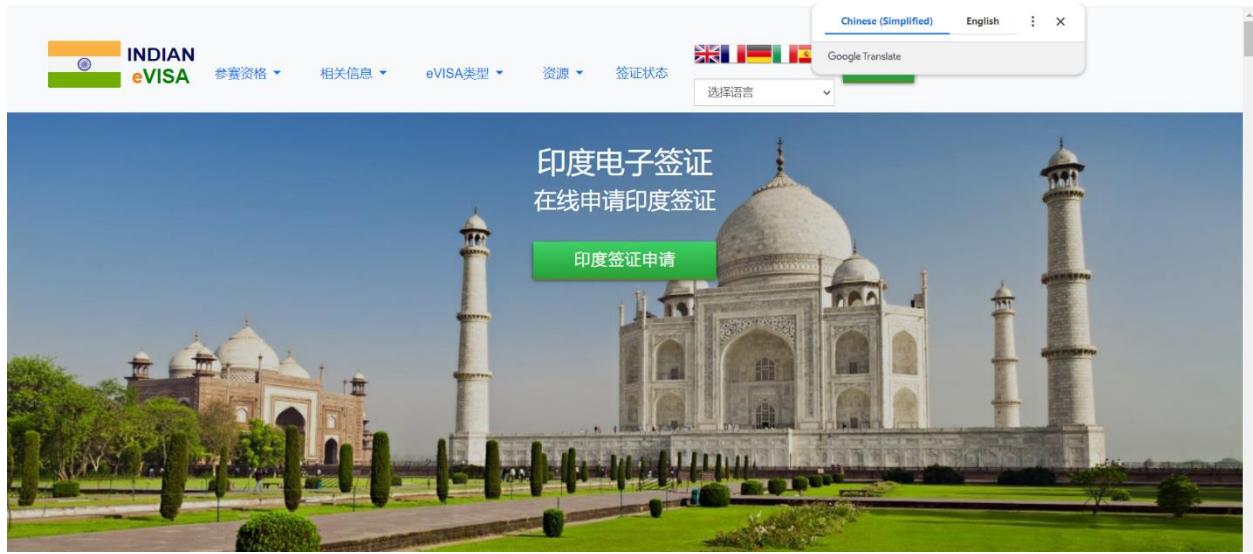 Chinese (Simplified) English
Google Translate
INDIAN
eVISA
参赛资格 相关信息 eVISA类型 资源 签证状态
选择语言
印度电子签证
在线申请印度签证
印度签证申请